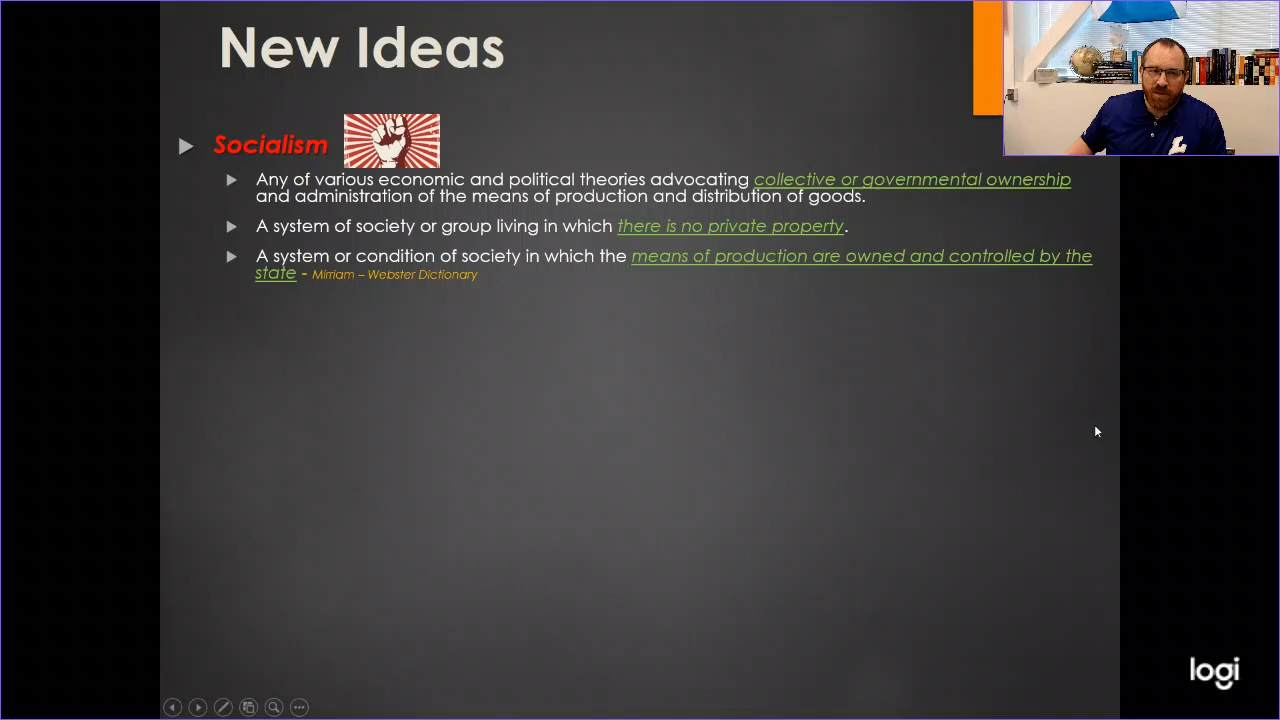 New Ideas
Socialism
Any of various economic and political theories advocating collective or governmental ownership
and administration of the means of production and distribution of goods.
A system of society or group living in which there is no private property.
A system or condition of society in which the means of production are owned and controlled by the
state - Mirriam – Webster Dictionary
logi